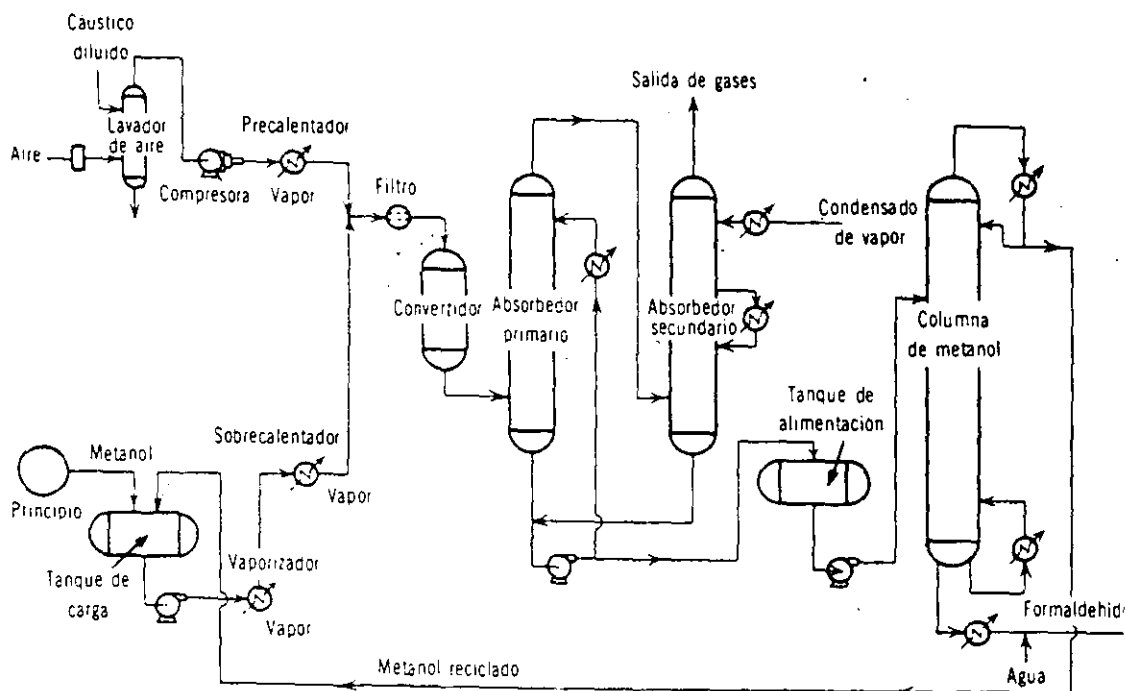 Cáustico
diluido
Lavador
de aire
Aire
Compresora
Precalentador
Vapor
Filtro
Convertidor
Absorbedor
primario
Salida de gases
Absorbedor
secundario
Condensado
de vapor
Columna
de metanol
Tanque de
alimentación
Metanol
Principio
Tanque de
carga
Sobrecalentador
Vapor
Vaporizador
Vapor
Metanol reciclado
Formaldehid
Agua